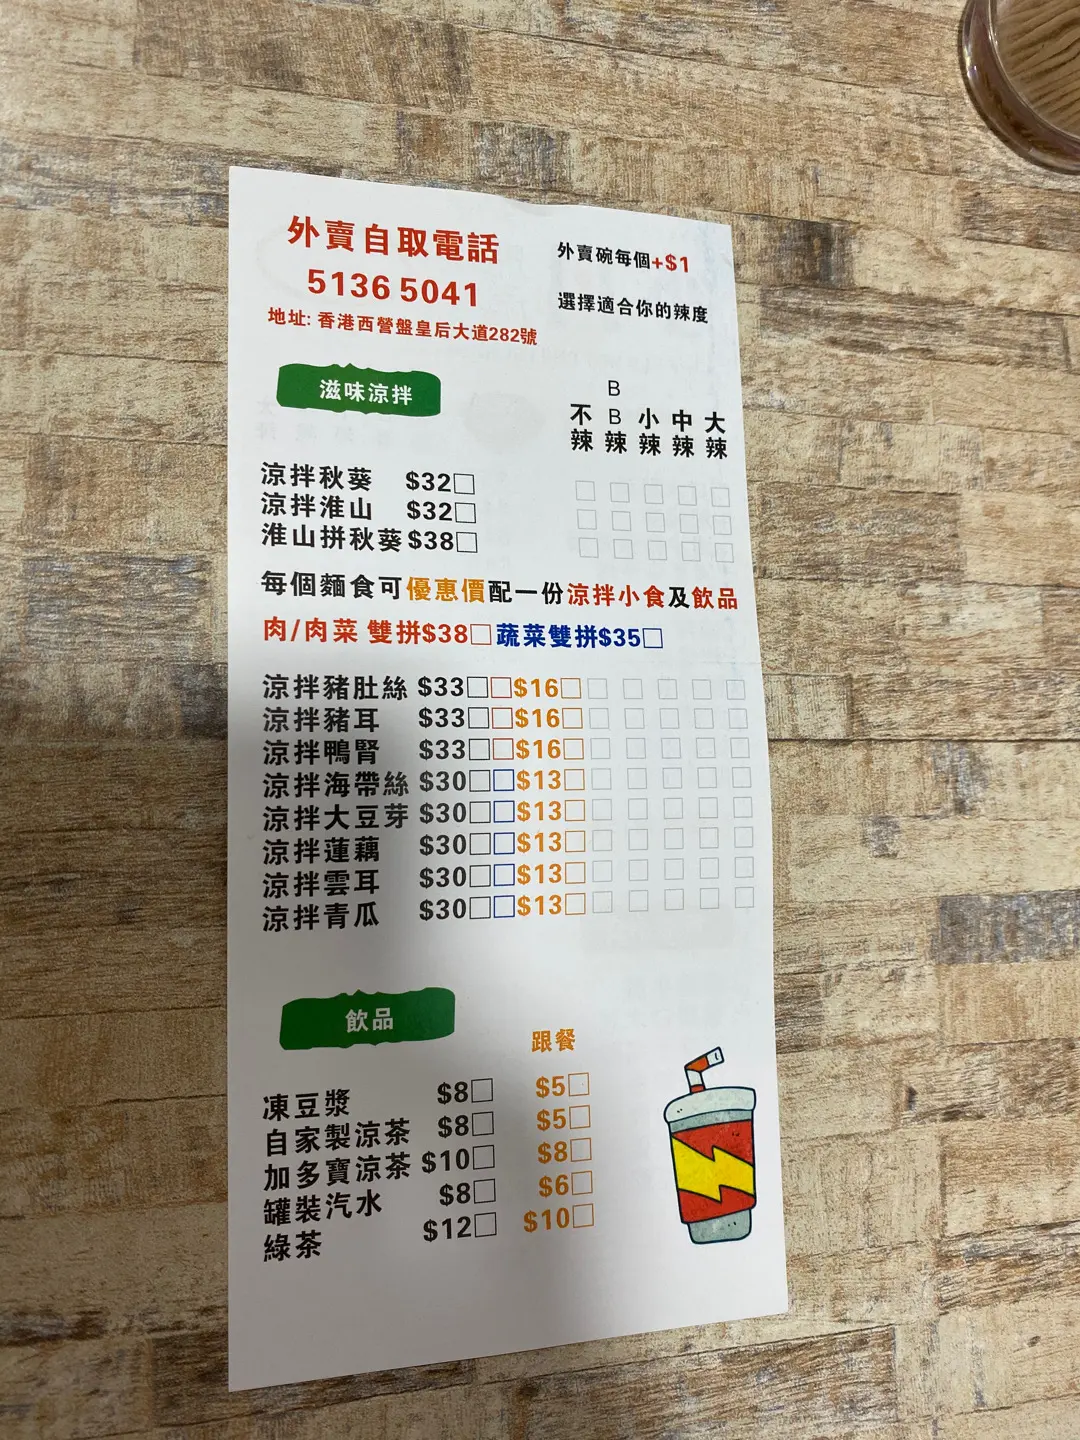 外賣自取電話
5136 5041
地址: 香港西營盤皇后大道282號
外賣碗每個+$1
選擇適合你的辣度
滋味涼拌
不辣 BB辣 小辣 中辣 大辣
涼拌秋葵 $32□
涼拌淮山 $32□
淮山拼秋葵$38□
每個麵食可優惠價配一份涼拌小食及飲品
肉/肉菜 雙拼$38□蔬菜雙拼$35□
涼拌豬肚絲 $33□□$16□
涼拌豬耳 $33□□$16□
涼拌鴨腎 $33□□$16□
涼拌海帶絲 $30□□$13□
涼拌大豆芽 $30□□$13□
涼拌蓮藕 $30□□$13□
涼拌雲耳 $30□□$13□
涼拌青瓜 $30□□$13□
飲品
跟餐
凍豆漿 $8□ $5□
自家製涼茶 $8□ $5□
加多寶涼茶 $10□ $8□
罐裝汽水 $8□ $6□
綠茶 $12□ $10□